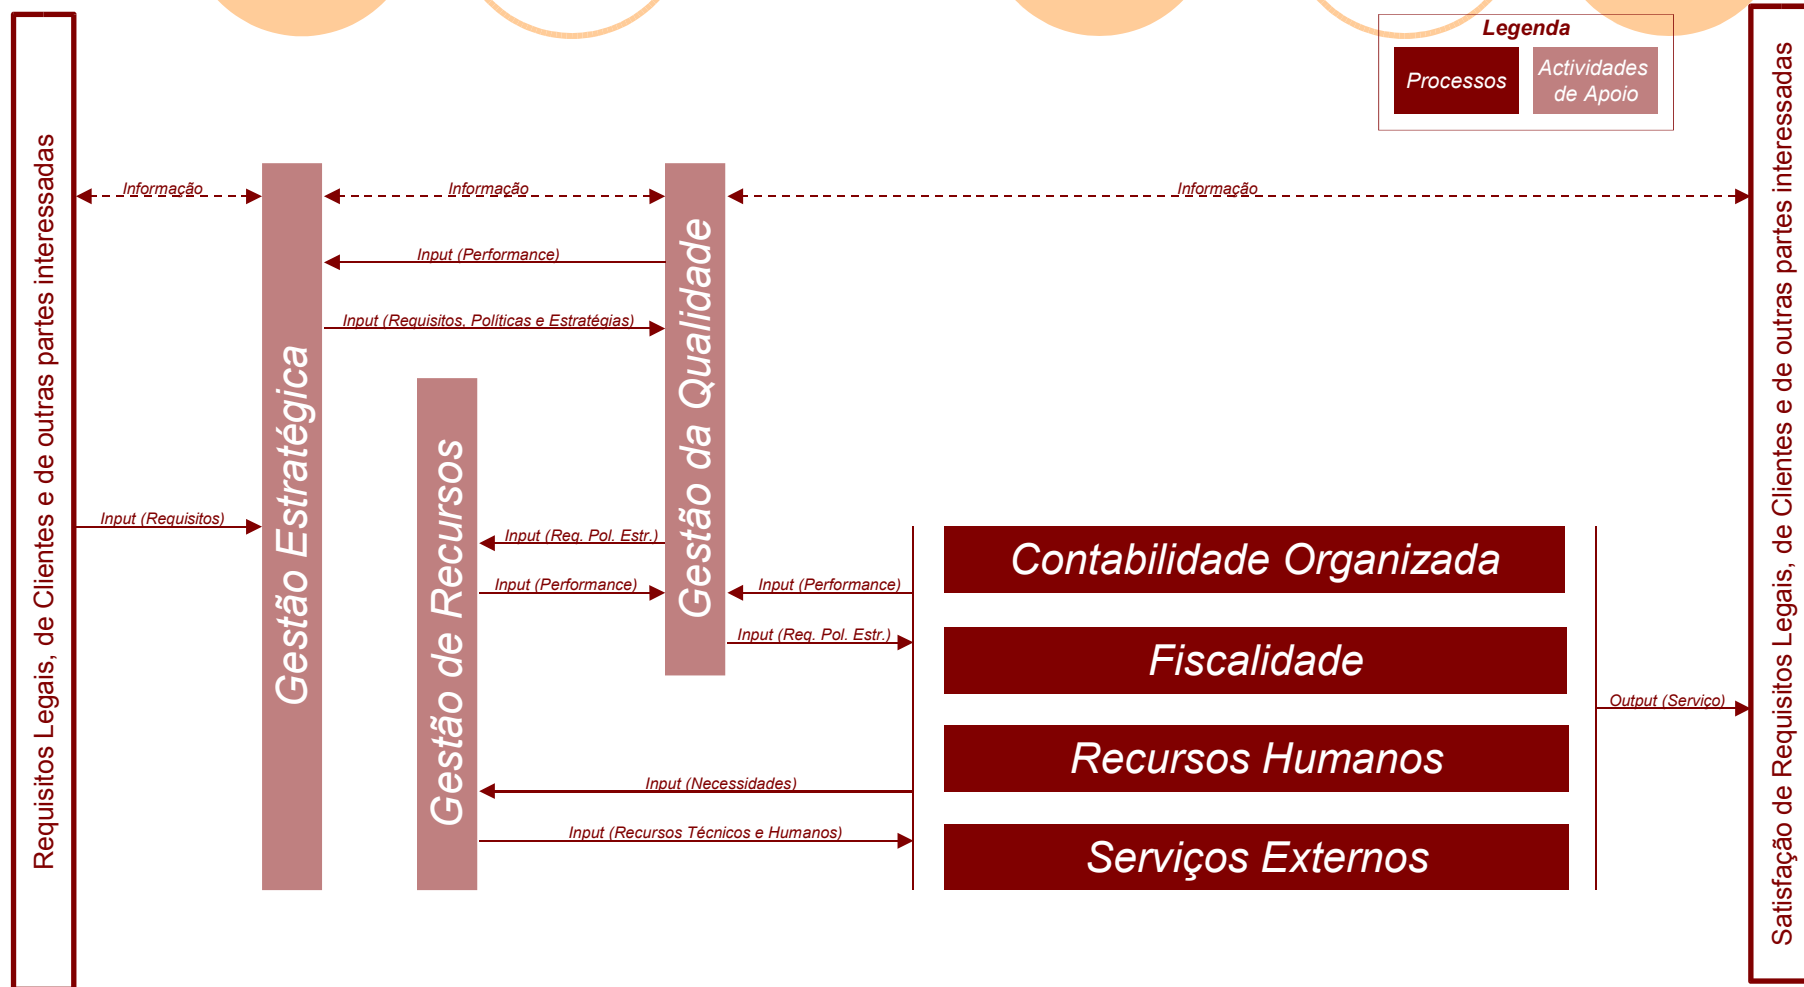 Legenda
Processos
Actividades
de Apoio
Requisitos Legais, de Clientes e de outras partes interessadas
Informação
Informação
Informação
Input (Performance)
Input (Requisitos, Políticas e Estratégias)
Gestão Estratégica
Gestão de Recursos
Gestão da Qualidade
Input (Requisitos)
Input (Req. Pol. Estr.)
Input (Performance)
Input (Performance)
Input (Req. Pol. Estr.)
Input (Necessidades)
Input (Recursos Técnicos e Humanos)
Contabilidade Organizada
Fiscalidade
Recursos Humanos
Serviços Externos
Output (Serviço)
Satisfação de Requisitos Legais, de Clientes e de outras partes interessadas